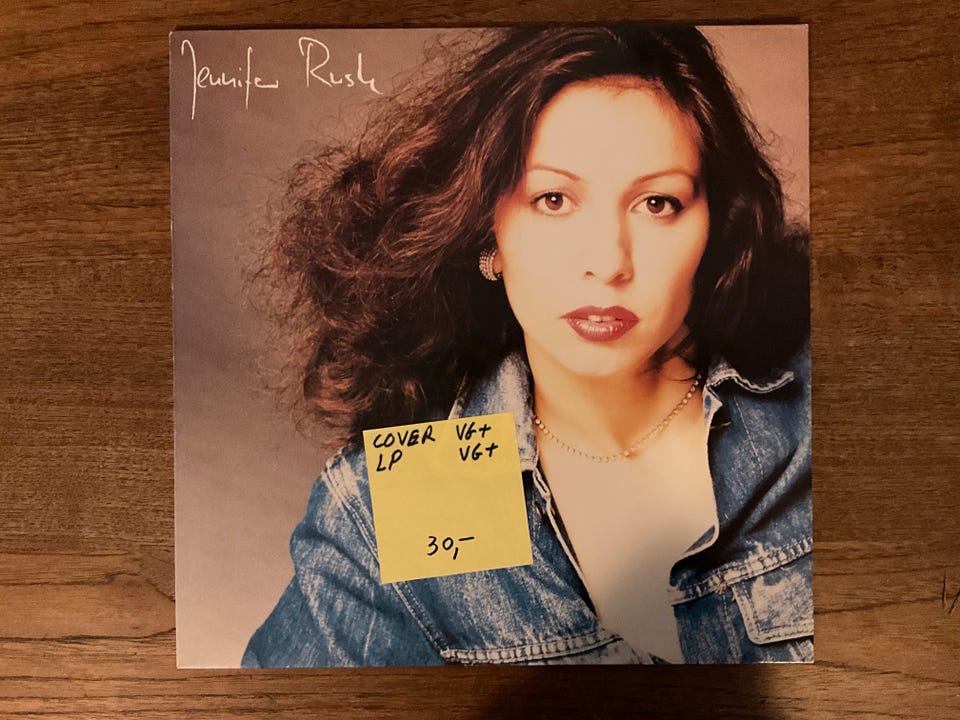 Jennifer Rush
COVER VG+
LP VG+
30,-